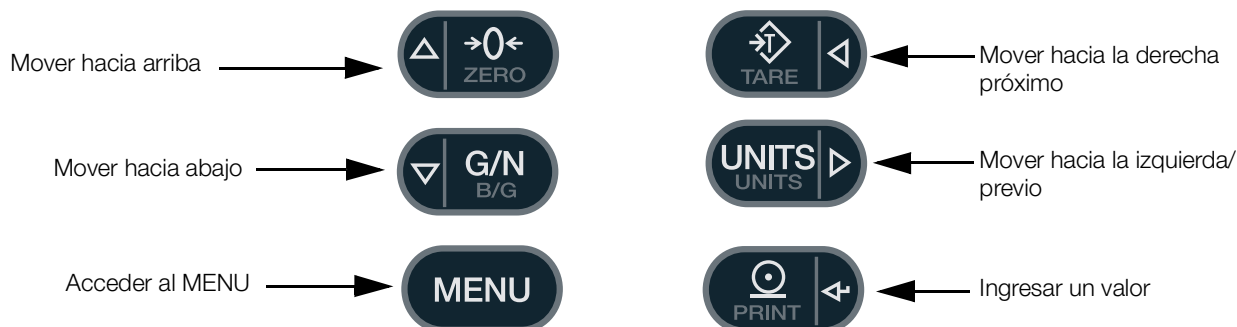 Mover hacia arriba
→0←
ZERO
T
TARE
Mover hacia la derecha
próximo
Mover hacia abajo
G/N
B/G
UNITS
UNITS
Mover hacia la izquierda/
previo
Acceder al MENU
MENU
PRINT
Ingresar un valor